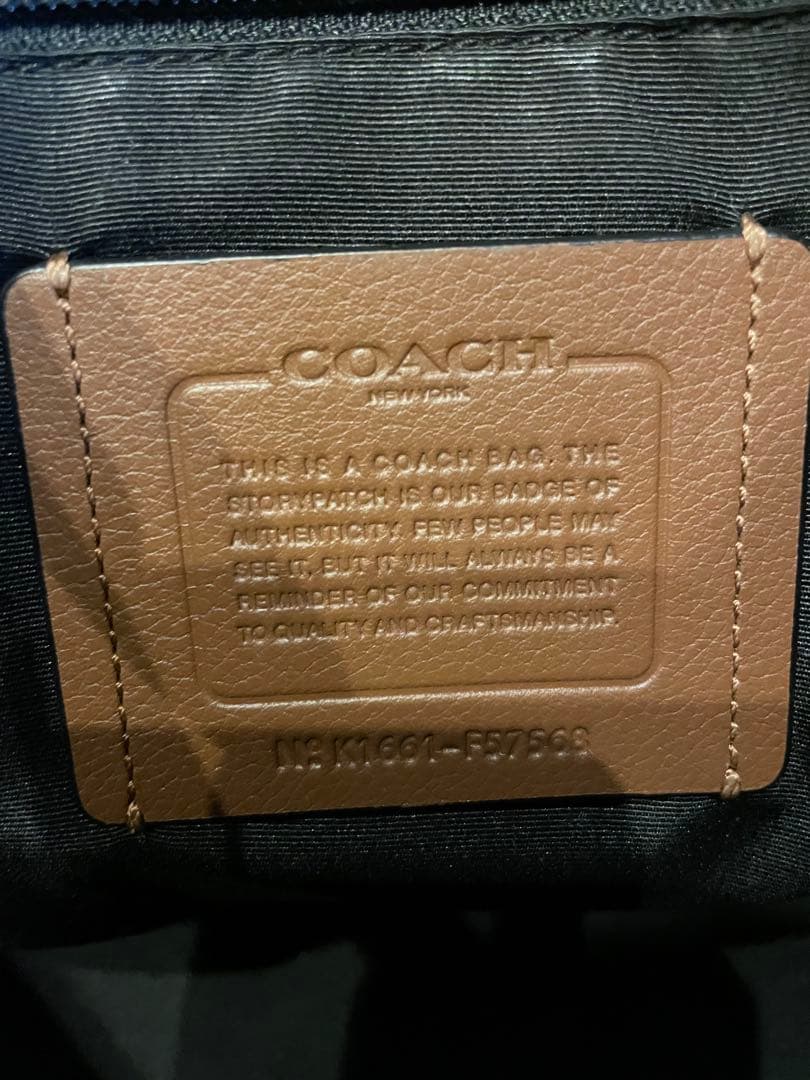 COACH
NEW YORK
THIS IS A COACH BAG. THE
STORYPATCH IS OUR BADGE OF
AUTHENTICITY. FEW PEOPLE MAY
SEE IT, BUT IT WILL ALWAYS BE A
REMINDER OF OUR COMMITMENT
TO QUALITY AND CRAFTSMANSHIP.
Nº K1661-F57568